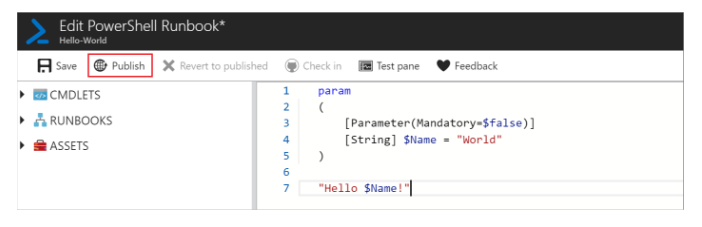 Edit PowerShell Runbook*
Hello-World
Save Publish Revert to published Check in Test pane Feedback
CMDLETS
RUNBOOKS
ASSETS
1 param
2 (
3     [Parameter(Mandatory=$false)]
4     [String] $Name = "World"
5 )
6
7 "Hello $Name!"